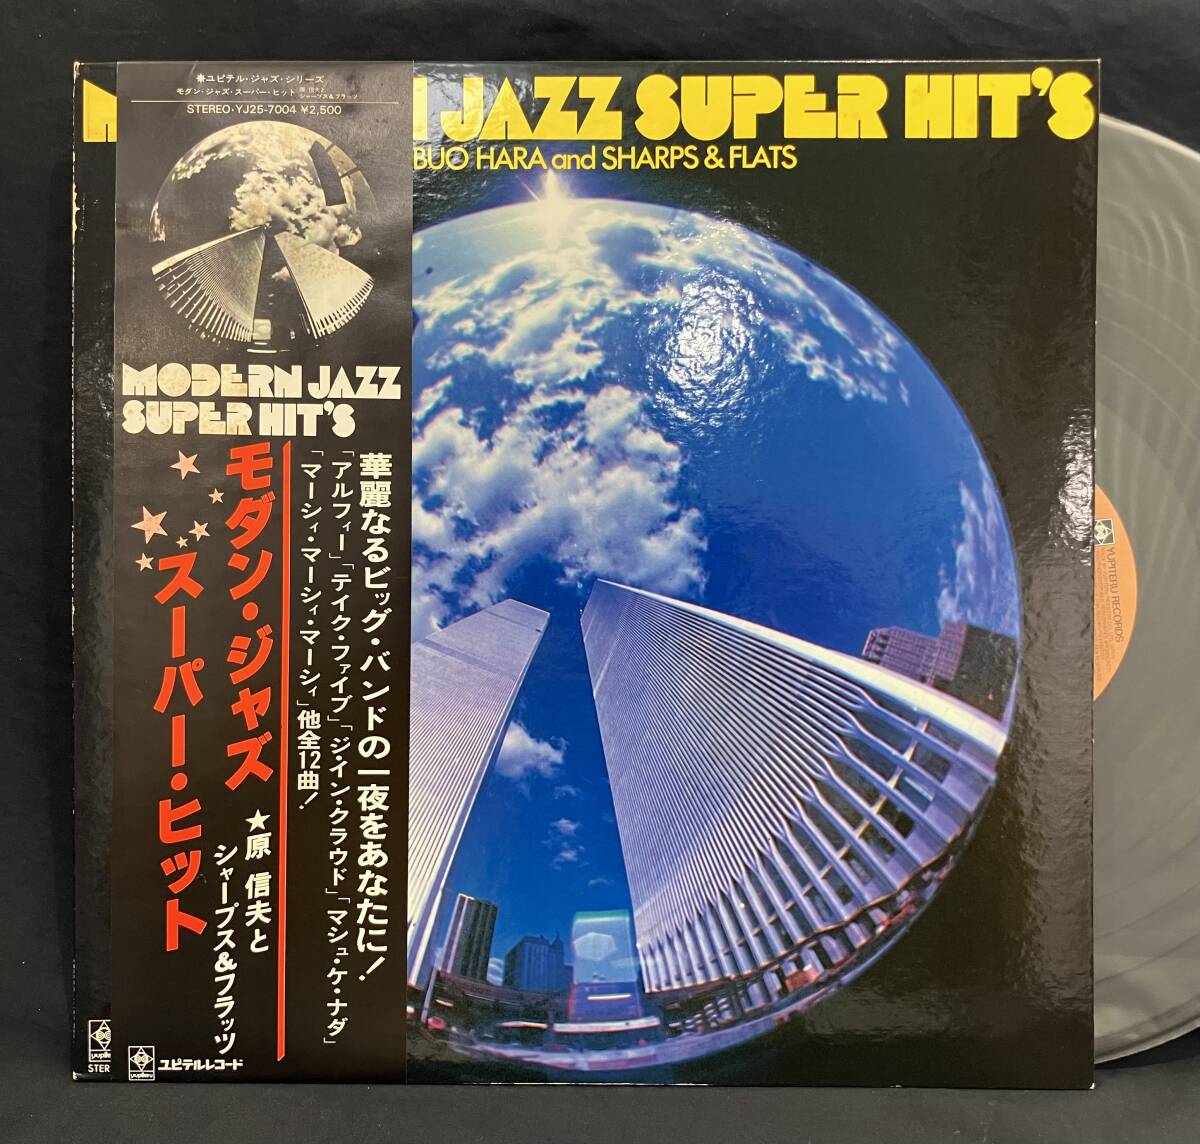 ✷ユピテル・ジャズ・シリーズ
モダン・ジャズ・スーパー・ヒット 原 信夫と シャープス&フラッツ
STEREO・YJ25-7004 ¥2,500
JAZZ SUPER HIT'S
BUO HARA and SHARPS & FLATS
MODERN JAZZ
SUPER HIT'S
華麗なるビッグ・バンドの一夜をあなたに!
「アルフィー」「テイク・ファイブ」「ジ・イン・クラウド」「マシュ・ケ・ナダ」
「マーシィ・マーシィ・マーシィ」他全12曲!
モダン・ジャズ
スーパー・ヒット
★原 信夫と
シャープス&フラッツ
yupite
STER
yupiteru
ユピテルレコード
YUPITERU RECORDS